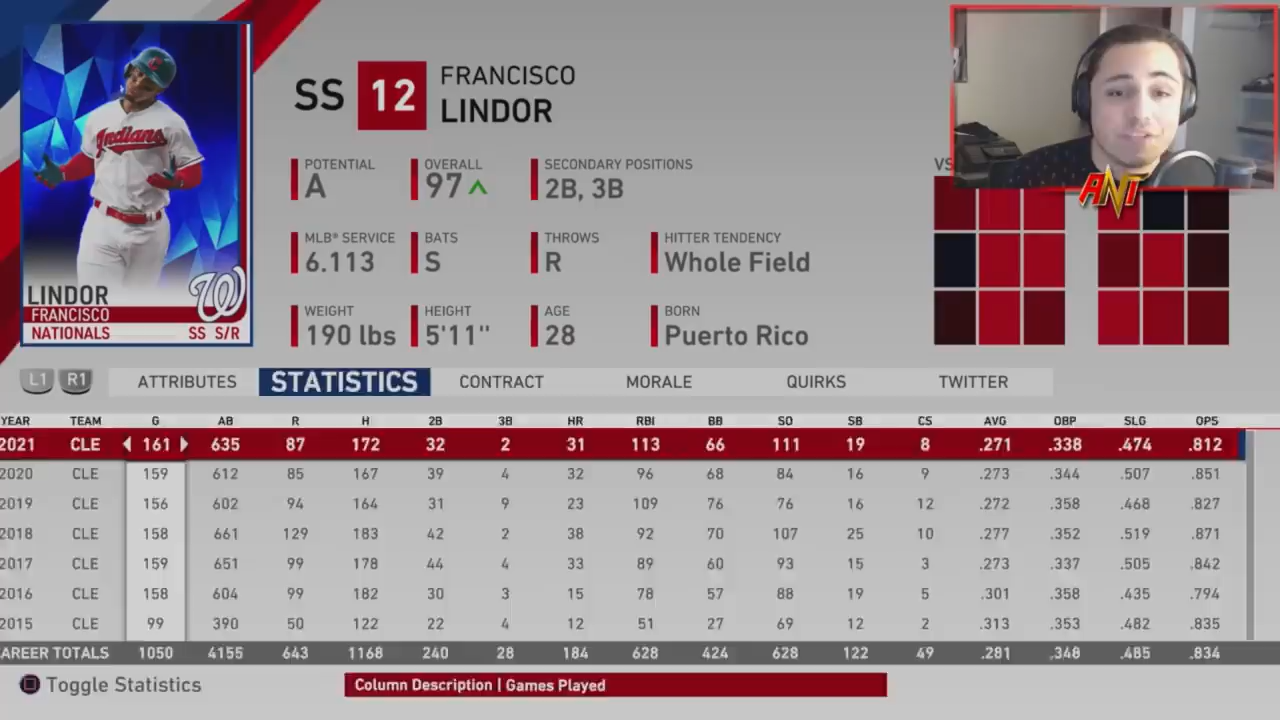 SS 12 FRANCISCO
LINDOR
Indians
LINDOR
FRANCISCO
NATIONALS SS S/R
W
POTENTIAL OVERALL SECONDARY POSITIONS
A 97 2B, 3B
MLB® SERVICE BATS THROWS HITTER TENDENCY
6.113 S R Whole Field
WEIGHT HEIGHT AGE BORN
190 lbs 5'11" 28 Puerto Rico
VS
ANT
L1 R1 ATTRIBUTES STATISTICS CONTRACT MORALE QUIRKS TWITTER
YEAR TEAM G AB R H 2B 3B HR RBI BB SO SB CS AVG OBP SLG OPS
2021 CLE 161 635 87 172 32 2 31 113 66 111 19 8 .271 .338 .474 .812
2020 CLE 159 612 85 167 39 4 32 96 68 84 16 9 .273 .344 .507 .851
2019 CLE 156 602 94 164 31 9 23 109 76 76 16 12 .272 .358 .468 .827
2018 CLE 158 661 129 183 42 2 38 92 70 107 25 10 .277 .352 .519 .871
2017 CLE 159 651 99 178 44 4 33 89 60 93 15 3 .273 .337 .505 .842
2016 CLE 158 604 99 182 30 3 15 78 57 88 19 5 .301 .358 .435 .794
2015 CLE 99 390 50 122 22 4 12 51 27 69 12 2 .313 .353 .482 .835
AREER TOTALS 1050 4155 643 1168 240 28 184 628 424 628 122 49 .281 .348 .485 .834
Toggle Statistics Column Description | Games Played